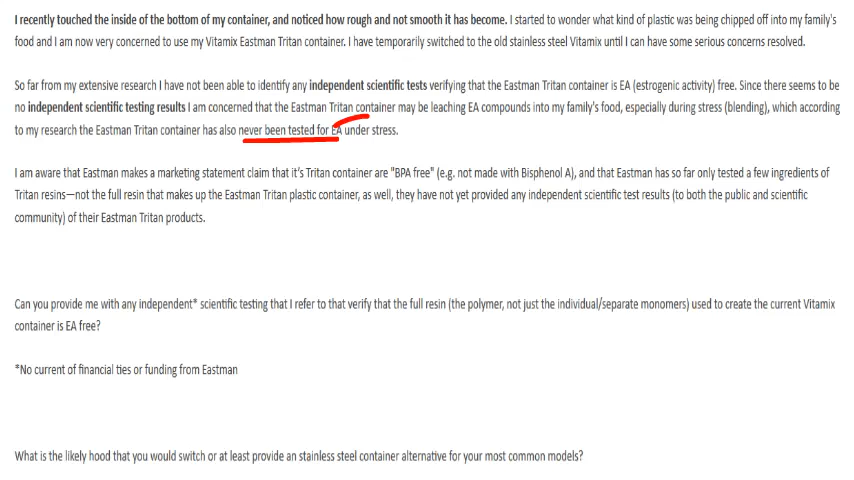 I recently touched the inside of the bottom of my container, and noticed how rough and not smooth it has become. I started to wonder what kind of plastic was being chipped off into my family's
food and I am now very concerned to use my Vitamix Eastman Tritan container. I have temporarily switched to the old stainless steel Vitamix until I can have some serious concerns resolved.
So far from my extensive research I have not been able to identify any independent scientific tests verifying that the Eastman Tritan container is EA (estrogenic activity) free. Since there seems to be
no independent scientific testing results I am concerned that the Eastman Tritan container may be leaching EA compounds into my family's food, especially during stress (blending), which according
to my research the Eastman Tritan container has also never been tested for EA under stress.
I am aware that Eastman makes a marketing statement claim that it's Tritan container are "BPA free" (e.g. not made with Bisphenol A), and that Eastman has so far only tested a few ingredients of
Tritan resins—not the full resin that makes up the Eastman Tritan plastic container, as well, they have not yet provided any independent scientific test results (to both the public and scientific
community) of their Eastman Tritan products.
Can you provide me with any independent* scientific testing that I refer to that verify that the full resin (the polymer, not just the individual/separate monomers) used to create the current Vitamix
container is EA free?
*No current of financial ties or funding from Eastman
What is the likely hood that you would switch or at least provide an stainless steel container alternative for your most common models?